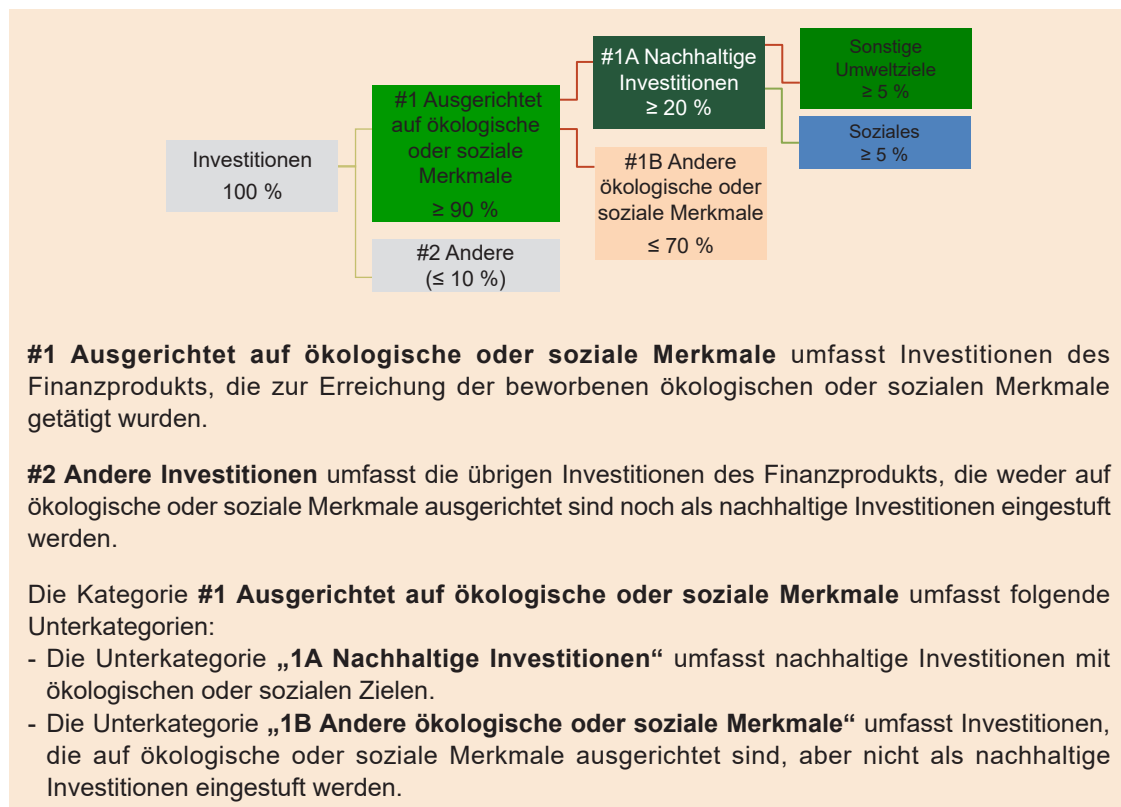 Investitionen
100 %
#1 Ausgerichtet
auf ökologische
oder soziale
Merkmale
≥ 90 %
#2 Andere
(≤ 10 %)
#1A Nachhaltige
Investitionen
≥ 20 %
#1B Andere
ökologische oder
soziale Merkmale
≤ 70 %
Sonstige
Umweltziele
≥ 5 %
Soziales
≥ 5 %
#1 Ausgerichtet auf ökologische oder soziale Merkmale umfasst Investitionen des
Finanzprodukts, die zur Erreichung der beworbenen ökologischen oder sozialen Merkmale
getätigt wurden.
#2 Andere Investitionen umfasst die übrigen Investitionen des Finanzprodukts, die weder auf
ökologische oder soziale Merkmale ausgerichtet sind noch als nachhaltige Investitionen eingestuft
werden.
Die Kategorie #1 Ausgerichtet auf ökologische oder soziale Merkmale umfasst folgende
Unterkategorien:
- Die Unterkategorie „1A Nachhaltige Investitionen“ umfasst nachhaltige Investitionen mit
ökologischen oder sozialen Zielen.
- Die Unterkategorie „1B Andere ökologische oder soziale Merkmale“ umfasst Investitionen,
die auf ökologische oder soziale Merkmale ausgerichtet sind, aber nicht als nachhaltige
Investitionen eingestuft werden.